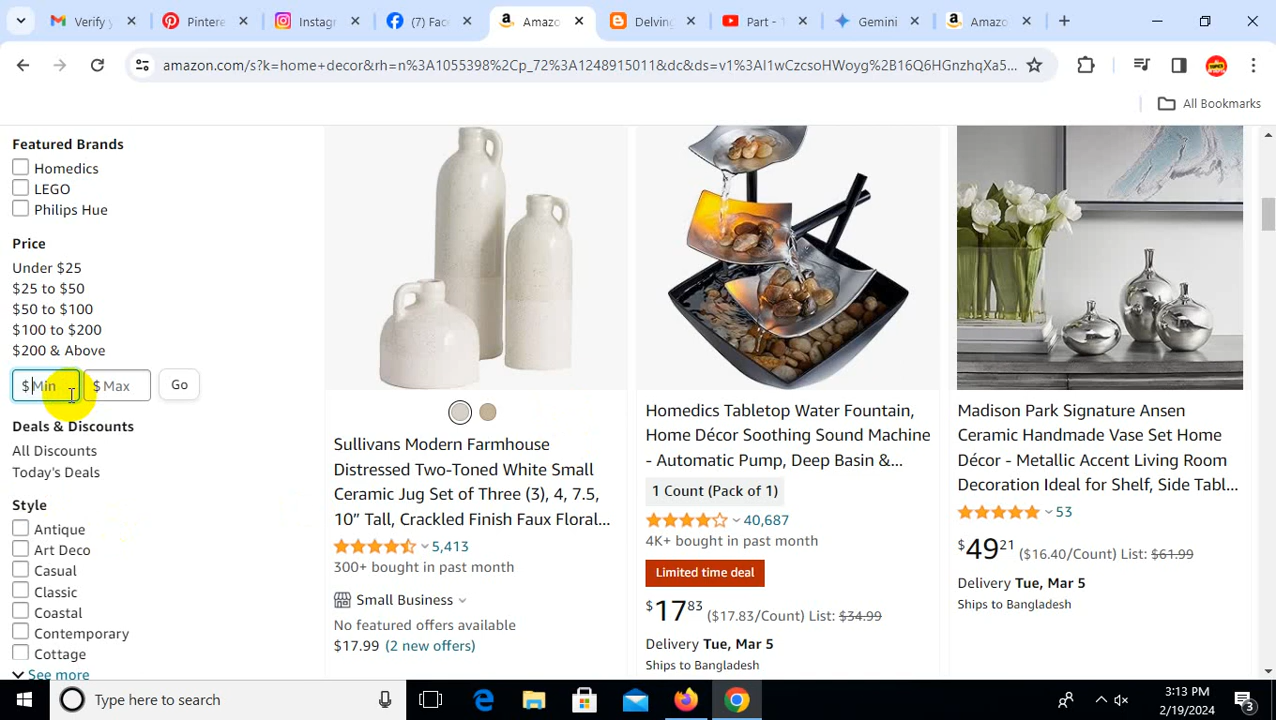 Verify y
Pintere
Instagr
(7) Fac
Amazo
Delvin
Part - T
Gemini
Amazo
amazon.com/s?k=home+decor&rh=n%3A1055398%2Cp_72%3A1248915011&dc&ds=v1%3AI1wCzcsoHWoyg%2B16Q6HGnzhqXa5...
All Bookmarks
Featured Brands
Homedics
LEGO
Philips Hue
Price
Under $25
$25 to $50
$50 to $100
$100 to $200
$200 & Above
$ Min $ Max Go
Deals & Discounts
All Discounts
Today's Deals
Style
Antique
Art Deco
Casual
Classic
Coastal
Contemporary
Cottage
See more
Sullivans Modern Farmhouse
Distressed Two-Toned White Small
Ceramic Jug Set of Three (3), 4, 7.5,
10” Tall, Crackled Finish Faux Floral...
5,413
300+ bought in past month
Small Business
No featured offers available
$17.99 (2 new offers)
Homedics Tabletop Water Fountain,
Home Décor Soothing Sound Machine
- Automatic Pump, Deep Basin &...
1 Count (Pack of 1)
40,687
4K+ bought in past month
Limited time deal
$17 83 ($17.83/Count) List: $34.99
Delivery Tue, Mar 5
Ships to Bangladesh
Madison Park Signature Ansen
Ceramic Handmade Vase Set Home
Décor - Metallic Accent Living Room
Decoration Ideal for Shelf, Side Tabl...
53
$49 21 ($16.40/Count) List: $61.99
Delivery Tue, Mar 5
Ships to Bangladesh
Type here to search
3:13 PM
2/19/2024
3